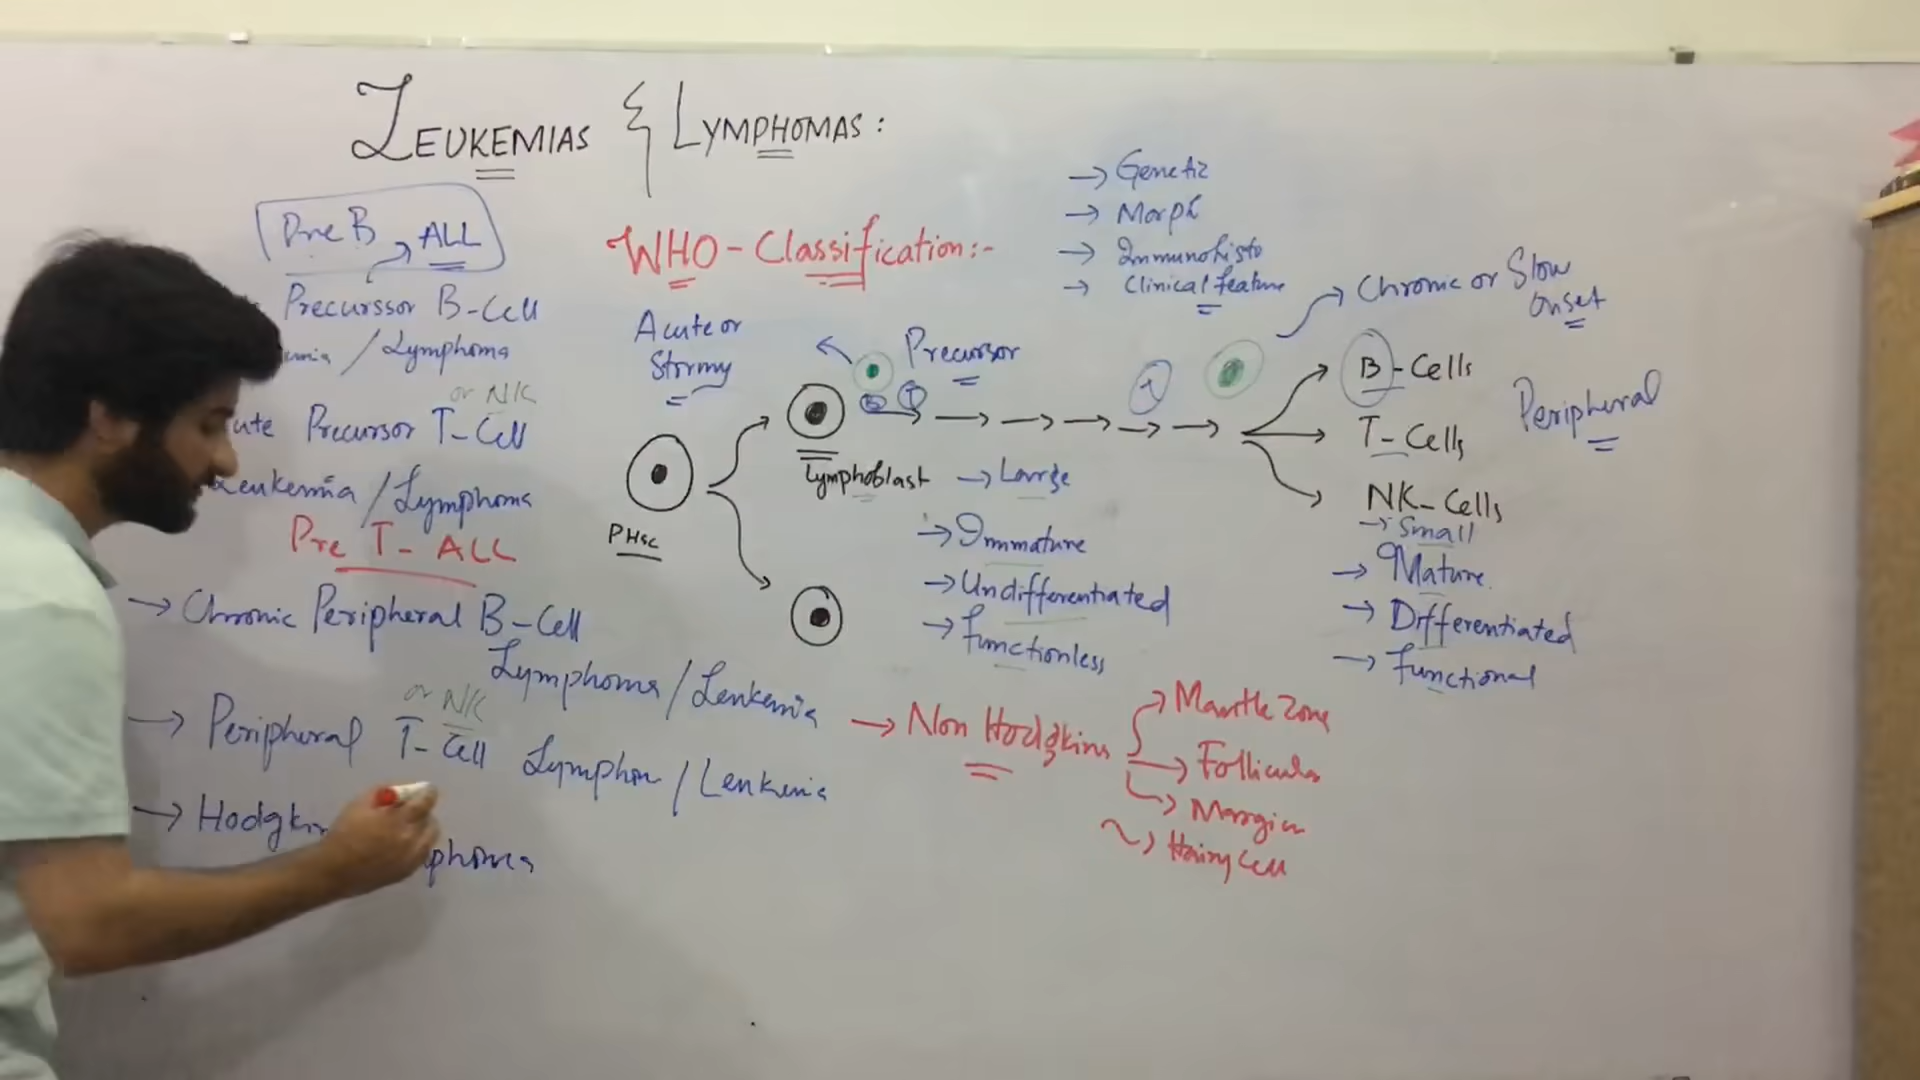 LEUKEMIAS & LYMPHOMAS:
Pre B
ALL
Precurssor B-Cell
/Lymphoma
or NK
Precursor T-Cell
Leukemia/Lymphoma
Pre T-ALL
→ Chronic Peripheral B-Cell
Lymphoma/Leukemia
or NK
→ Peripheral T-Cell Lymphom/Leukemia
→ Hodgkin
WHO-Classification:-
→ Genetic
→ Morph
→ Immunohisto
→ Clinical feature
Acute or
Stormy
Precursor
B T
Chronic or Slow
Onset
PHSC
Lymphoblast
→ Large
→ Immature
→ Undifferentiated
→ functionless
B-Cells
T-Cells
NK-Cells
Peripheral
→ Small
→ Mature
→ Differentiated
→ functional
→ Non Hodgkins
→ Mantle Zone
→ Follicular
→ Margin
→ Hairy Cell